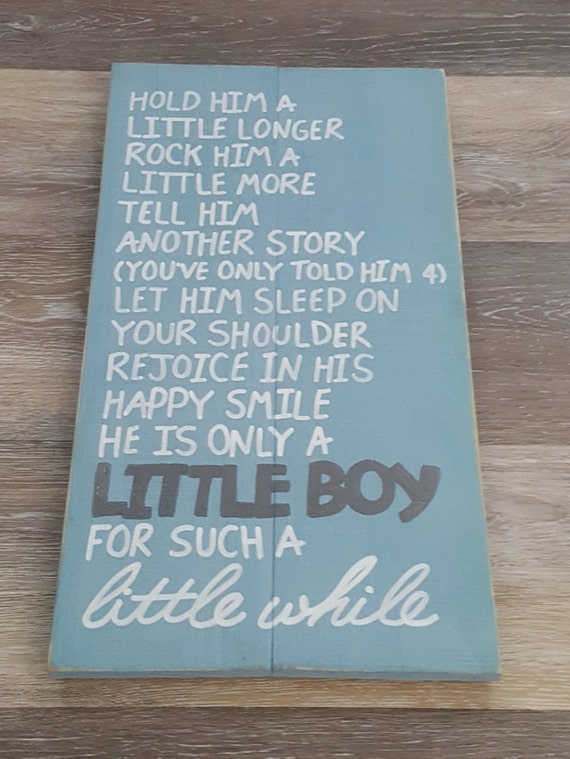 HOLD HIM A
LITTLE LONGER
ROCK HIM A
LITTLE MORE
TELL HIM
ANOTHER STORY
(YOU'VE ONLY TOLD HIM 4)
LET HIM SLEEP ON
YOUR SHOULDER
REJOICE IN HIS
HAPPY SMILE
HE IS ONLY A
LITTLE BOY
FOR SUCH A
little while